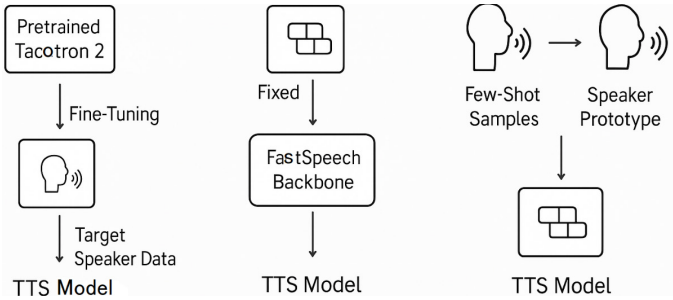 Pretrained
Tacotron 2
Fine-Tuning
Target
Speaker Data
TTS Model
Fixed
FastSpeech
Backbone
TTS Model
Few-Shot
Samples
Speaker
Prototype
TTS Model